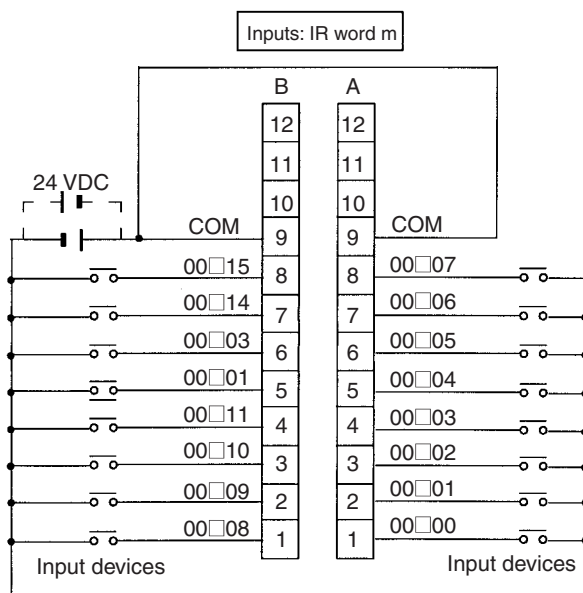 Inputs: IR word m
B A
12 12
11 11
10 10
24 VDC
COM 9 9 COM
00□15 8 8 00□07
00□14 7 7 00□06
00□03 6 6 00□05
00□01 5 5 00□04
00□11 4 4 00□03
00□10 3 3 00□02
00□09 2 2 00□01
00□08 1 1 00□00
Input devices Input devices